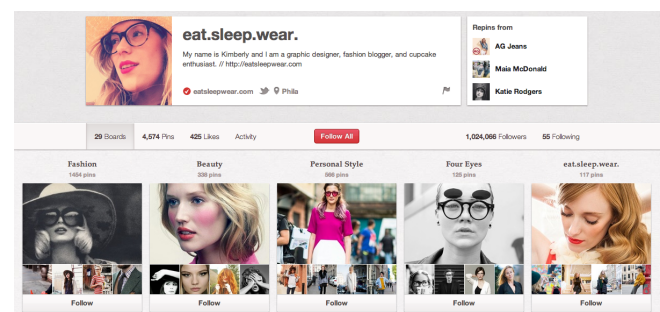 eat.sleep.wear.
My name is Kimberly and I am a graphic designer, fashion blogger, and cupcake
enthusiast. // http://eatsleepwear.com
eatsleepwear.com Phila
Repins from
AG Jeans
Maia McDonald
Katie Rodgers
29 Boards 4,574 Pins 425 Likes Activity Follow All 1,024,066 Followers 55 Following
Fashion Beauty Personal Style Four Eyes eat.sleep.wear.
1454 pins 338 pins 566 pins 125 pins 117 pins
Follow Follow Follow Follow Follow